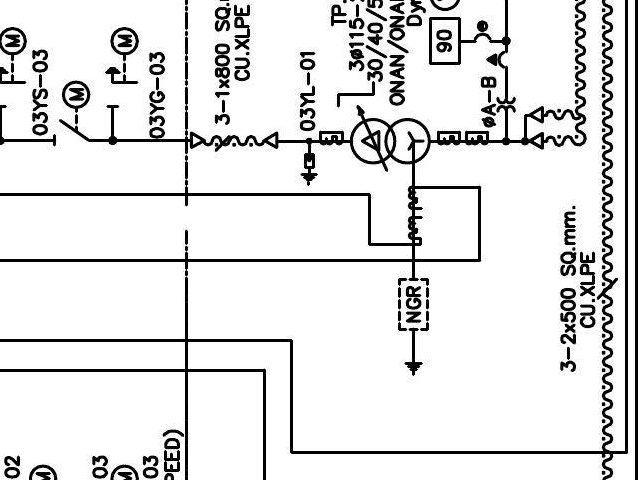 M
M
M
03YS-03
03YG-03
3-1x800 SQ.
CU.XLPE
03YL-01
TP.
3ø115-
30/40/5
ONAN/ONA
Dy
90
øA-B
NGR
3-2x500 SQ.mm.
CU.XLPE
02
M
03
M
03
PEED)